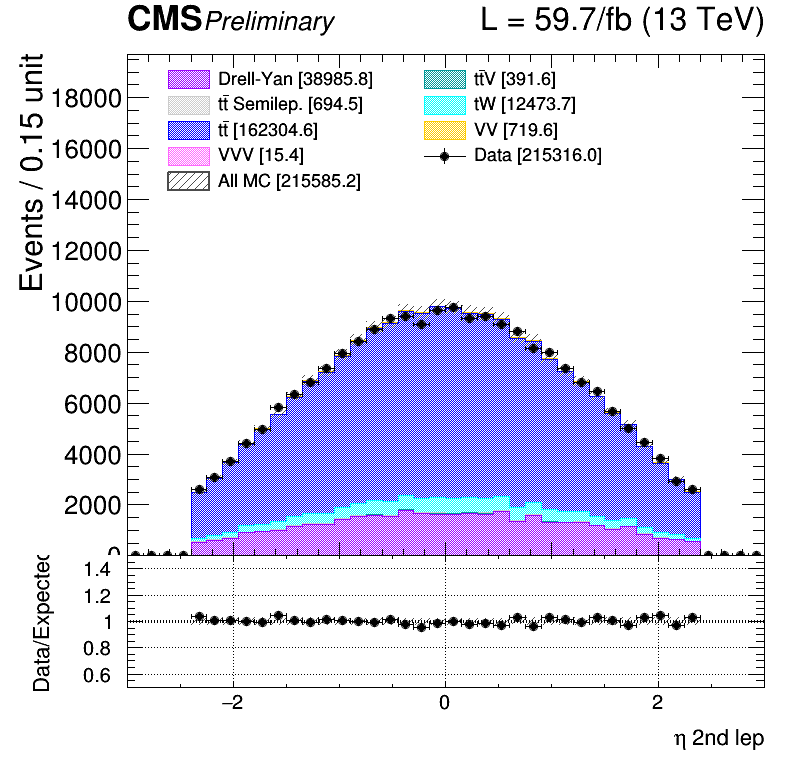 CMS Preliminary L = 59.7/fb (13 TeV)
Events / 0.15 unit
18000
16000
14000
12000
10000
8000
6000
4000
2000
0
Drell-Yan [38985.8]
tt̄ Semilep. [694.5]
tt̄ [162304.6]
VVV [15.4]
All MC [215585.2]
tt̄V [391.6]
tW [12473.7]
VV [719.6]
Data [215316.0]
Data/Expected
1.4
1.2
1
0.8
0.6
−2 0 2
η 2nd lep